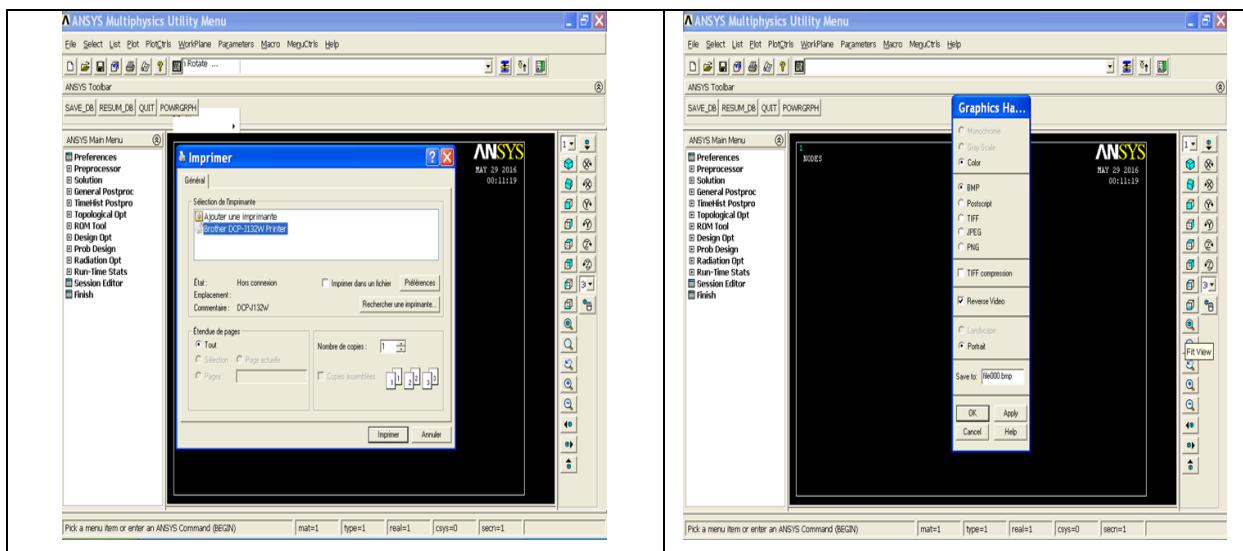 ANSYS Multiphysics Utility Menu
File Select List Plot PlotCtrls WorkPlane Parameters Macro MenuCtrls Help
Rotate ...
ANSYS Toolbar
SAVE_DB RESUM_DB QUIT POWRGRPH
ANSYS Main Menu
Preferences
Preprocessor
Solution
General Postproc
TimeHist Postpro
Topological Opt
ROM Tool
Design Opt
Prob Design
Radiation Opt
Run-Time Stats
Session Editor
Finish
Imprimer
Général
Sélection de l'imprimante
Ajouter une imprimante
Brother DCP-J132W Printer
État : Hors connexion
Emplacement :
Commentaire : DCP-J132W
Imprimer dans un fichier
Préférences
Rechercher une imprimante...
Étendue de pages
Tout
Sélection Page actuelle
Pages :
Nombre de copies : 1
Copies assemblées
1 1 2 2 3 3
Imprimer Annuler
ANSYS
MAY 29 2016
00:11:19
1
3
Pick a menu item or enter an ANSYS Command (BEGIN) mat=1 type=1 real=1 csys=0 secn=1
ANSYS Multiphysics Utility Menu
File Select List Plot PlotCtrls WorkPlane Parameters Macro MenuCtrls Help
ANSYS Toolbar
SAVE_DB RESUM_DB QUIT POWRGRPH
ANSYS Main Menu
Preferences
Preprocessor
Solution
General Postproc
TimeHist Postpro
Topological Opt
ROM Tool
Design Opt
Prob Design
Radiation Opt
Run-Time Stats
Session Editor
Finish
1
NODES
Graphics Ha...
Monochrome
Gray Scale
Color
BMP
Postscript
TIFF
JPEG
PNG
TIFF compression
Reverse Video
Landscape
Portrait
Save to: file000.bmp
OK Apply
Cancel Help
ANSYS
MAY 29 2016
00:11:19
1
3
Fit View
Pick a menu item or enter an ANSYS Command (BEGIN) mat=1 type=1 real=1 csys=0 secn=1